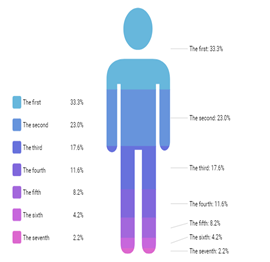 The first: 33.3%
The first 33.3%
The second 23.0%
The second: 23.0%
The third 17.6%
The third: 17.6%
The fourth 11.6%
The fifth 8.2%
The fourth: 11.6%
The sixth 4.2%
The fifth: 8.2%
The seventh 2.2%
The sixth: 4.2%
The seventh: 2.2%